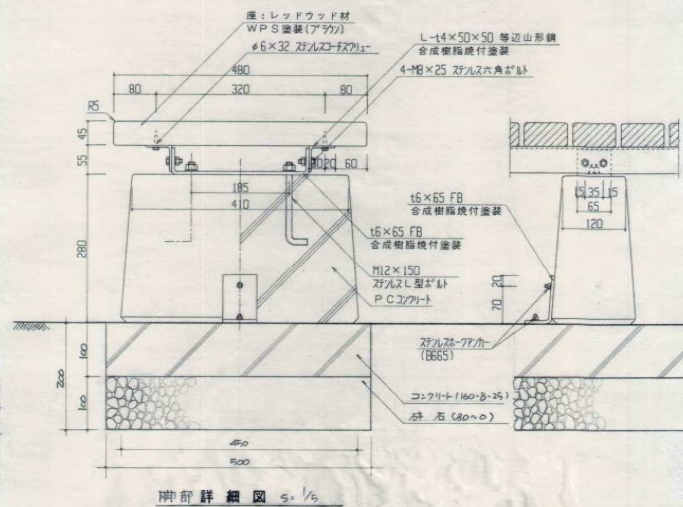 座：レッドウッド材
WPS塗装(ブラウン)
φ6×32 ステンレスコーチスクリュー
L-t4×50×50 等辺山形鋼
合成樹脂焼付塗装
4-M8×25 ステンレス六角ボルト
480
80 320 80
R5
45
55
20 60
185
410
280
t6×65 FB
合成樹脂焼付塗装
M12×150
ステンレスL型ボルト
PCコンクリート
t6×65 FB
合成樹脂焼付塗装
15 35 15
65
120
20
70
ステンレスホークアンカー
(B665)
200
100
100
コンクリート(160-8-25)
砕石(80~0)
450
500
脚部詳細図 S=1/5